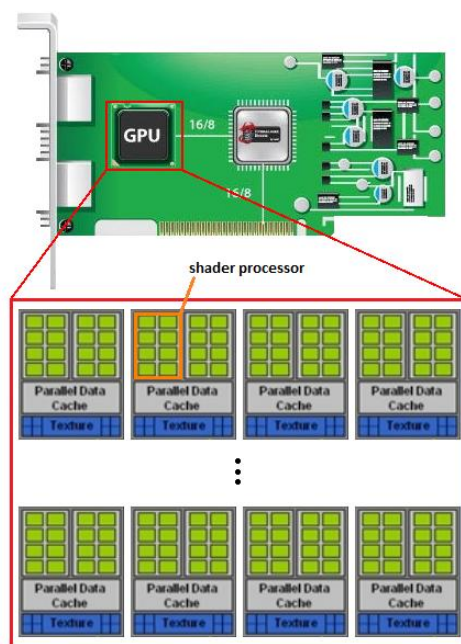 GPU
16/8
16/8
shader processor
Parallel Data
Cache
Texture
Parallel Data
Cache
Texture
Parallel Data
Cache
Texture
Parallel Data
Cache
Texture
Parallel Data
Cache
Texture
Parallel Data
Cache
Texture
Parallel Data
Cache
Texture
Parallel Data
Cache
Texture